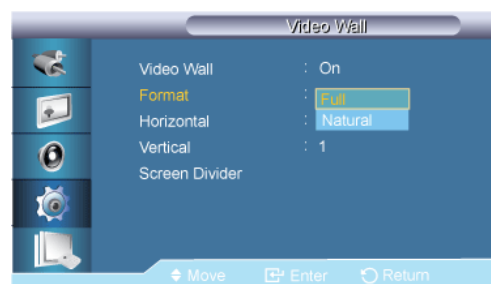 Video Wall
Video Wall : On
Format : Full
Natural
Horizontal :
Vertical : 1
Screen Divider
Move Enter Return